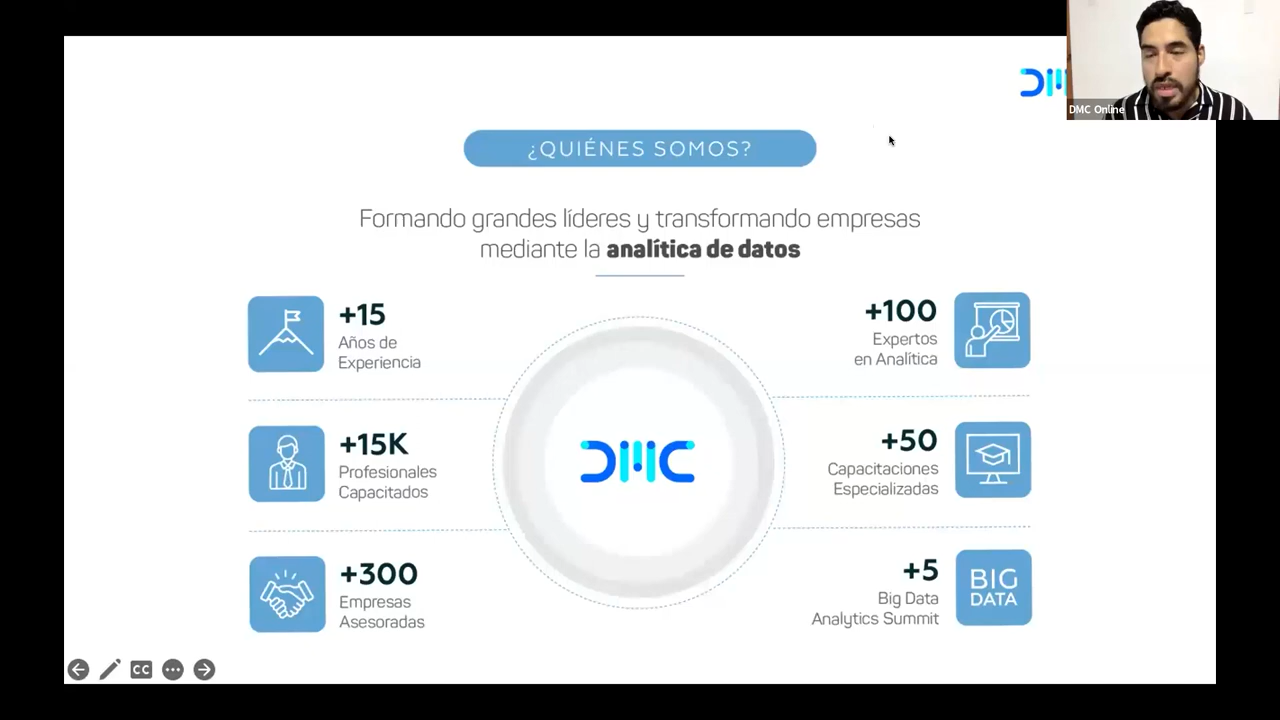 DMC Online
¿QUIÉNES SOMOS?
Formando grandes líderes y transformando empresas
mediante la analítica de datos
+15
Años de
Experiencia
+15K
Profesionales
Capacitados
+300
Empresas
Asesoradas
DMC
+100
Expertos
en Analítica
+50
Capacitaciones
Especializadas
+5
Big Data
Analytics Summit
BIG
DATA
CC